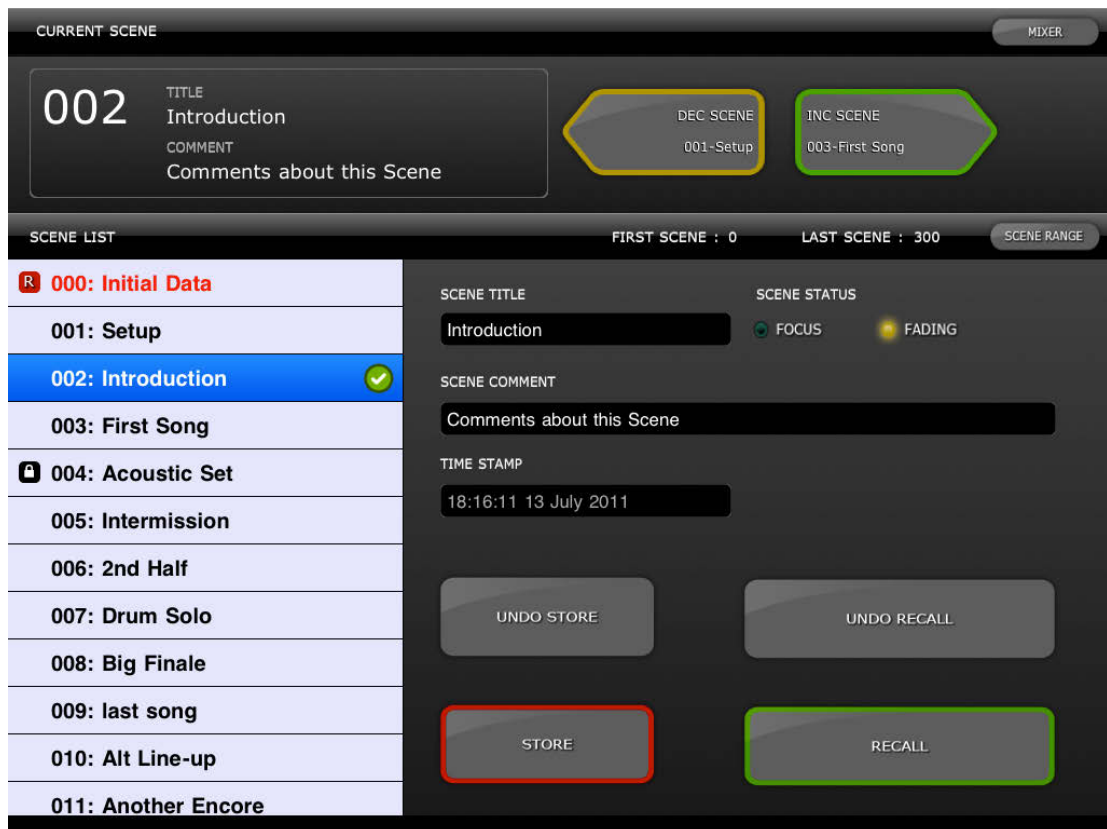 CURRENT SCENE
MIXER
002
TITLE
Introduction
COMMENT
Comments about this Scene
DEC SCENE
001-Setup
INC SCENE
003-First Song
SCENE LIST
FIRST SCENE : 0
LAST SCENE : 300
SCENE RANGE
R 000: Initial Data
001: Setup
002: Introduction
003: First Song
004: Acoustic Set
005: Intermission
006: 2nd Half
007: Drum Solo
008: Big Finale
009: last song
010: Alt Line-up
011: Another Encore
SCENE TITLE
Introduction
SCENE STATUS
FOCUS
FADING
SCENE COMMENT
Comments about this Scene
TIME STAMP
18:16:11 13 July 2011
UNDO STORE
UNDO RECALL
STORE
RECALL